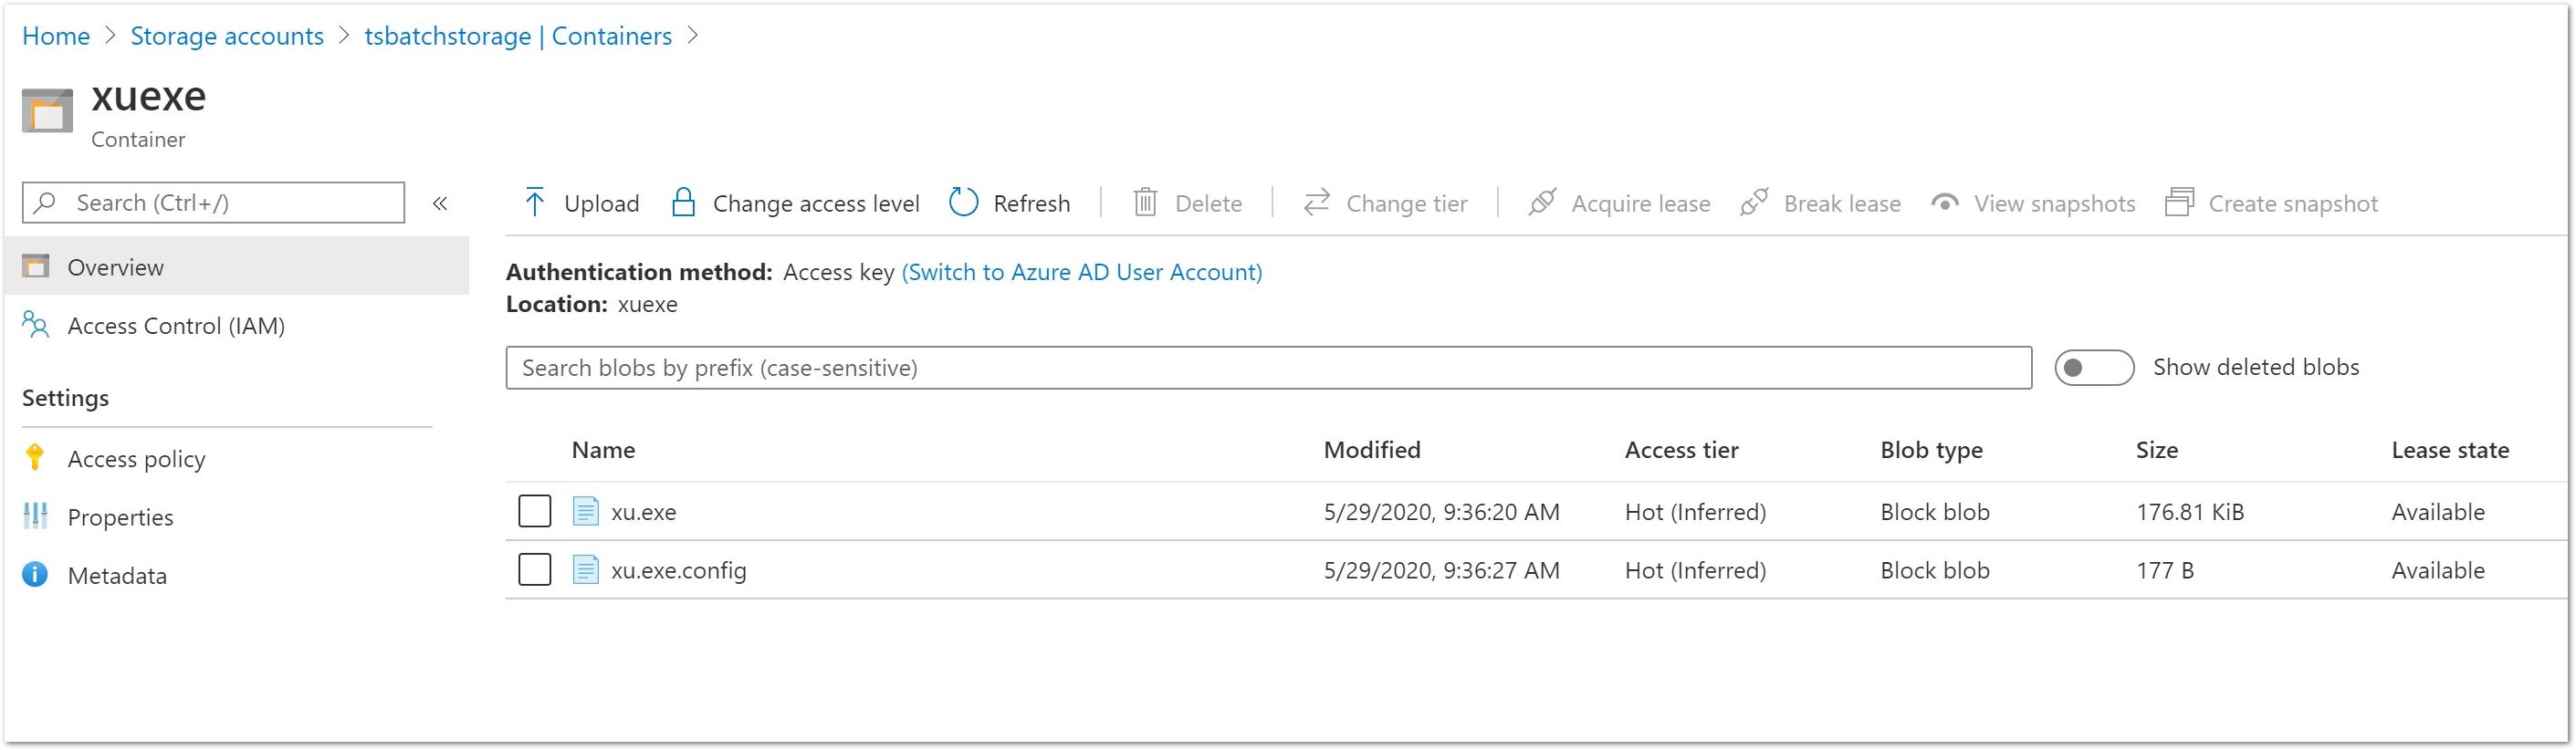 Home > Storage accounts > tsbatchstorage | Containers >
xuexe
Container
Search (Ctrl+/) «
Upload Change access level Refresh Delete Change tier Acquire lease Break lease View snapshots Create snapshot
Overview
Access Control (IAM)
Settings
Access policy
Properties
Metadata
Authentication method: Access key (Switch to Azure AD User Account)
Location: xuexe
Search blobs by prefix (case-sensitive) Show deleted blobs
Name Modified Access tier Blob type Size Lease state
xu.exe 5/29/2020, 9:36:20 AM Hot (Inferred) Block blob 176.81 KiB Available
xu.exe.config 5/29/2020, 9:36:27 AM Hot (Inferred) Block blob 177 B Available